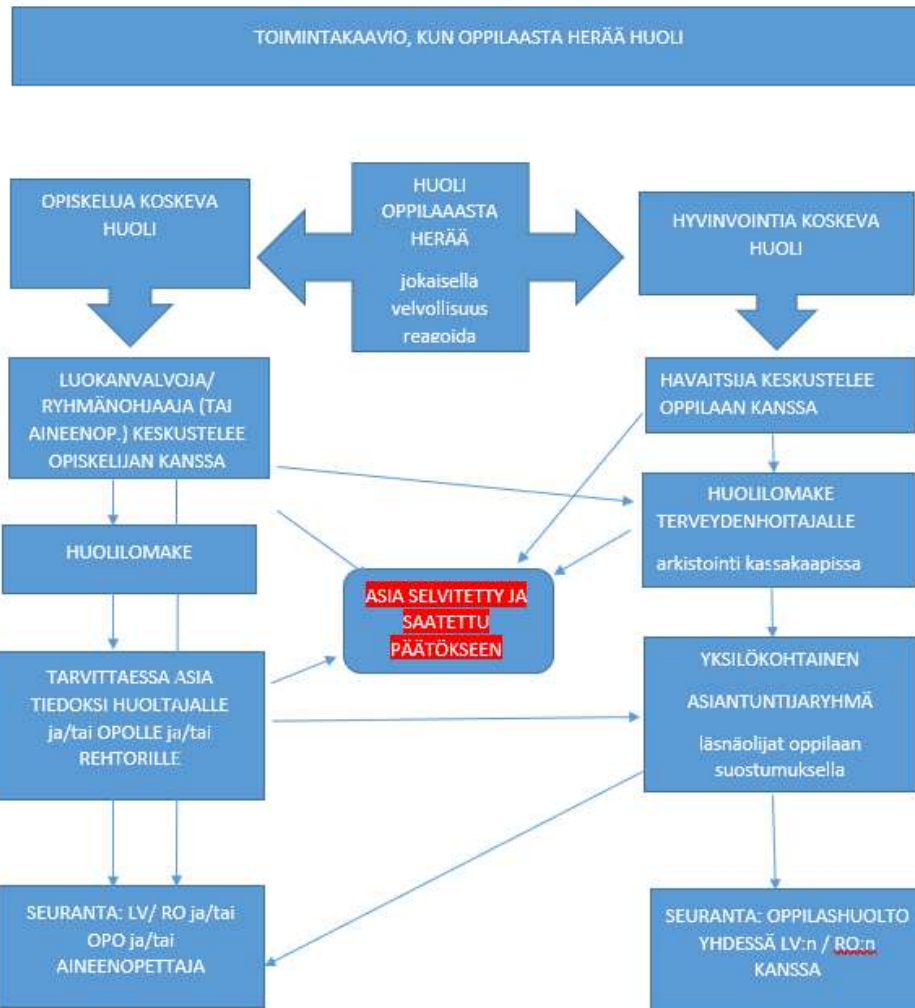 TOIMINTAKAAVIO, KUN OPPILAASTA HERÄÄ HUOLI
OPISKELUA KOSKEVA
HUOLI
HUOLI
OPPILAAASTA
HERÄÄ
jokaisella
velvollisuus
reagoida
HYVINVOINTIA KOSKEVA
HUOLI
LUOKANVALVOJA/
RYHMÄNOHJAAJA (TAI
AINEENOP.) KESKUSTELEE
OPISKELIJAN KANSSA
HAVAITSIJA KESKUSTELEE
OPPILAAN KANSSA
HUOLILOMAKE
HUOLILOMAKE
TERVEYDENHOITAJALLE
arkistointi kassakaapissa
ASIA SELVITETTY JA
SAATETTU
PÄÄTÖKSEEN
TARVITTAESSA ASIA
TIEDOKSI HUOLTAJALLE
ja/tai OPOLLE ja/tai
REHTORILLE
YKSILÖKOHTAINEN
ASIANTUNTIJARYHMÄ
läsnäolijat oppilaan
suostumuksella
SEURANTA: LV/ RO ja/tai
OPO ja/tai
AINEENOPETTAJA
SEURANTA: OPPILASHUOLTO
YHDESSÄ LV:n / RO:n
KANSSA